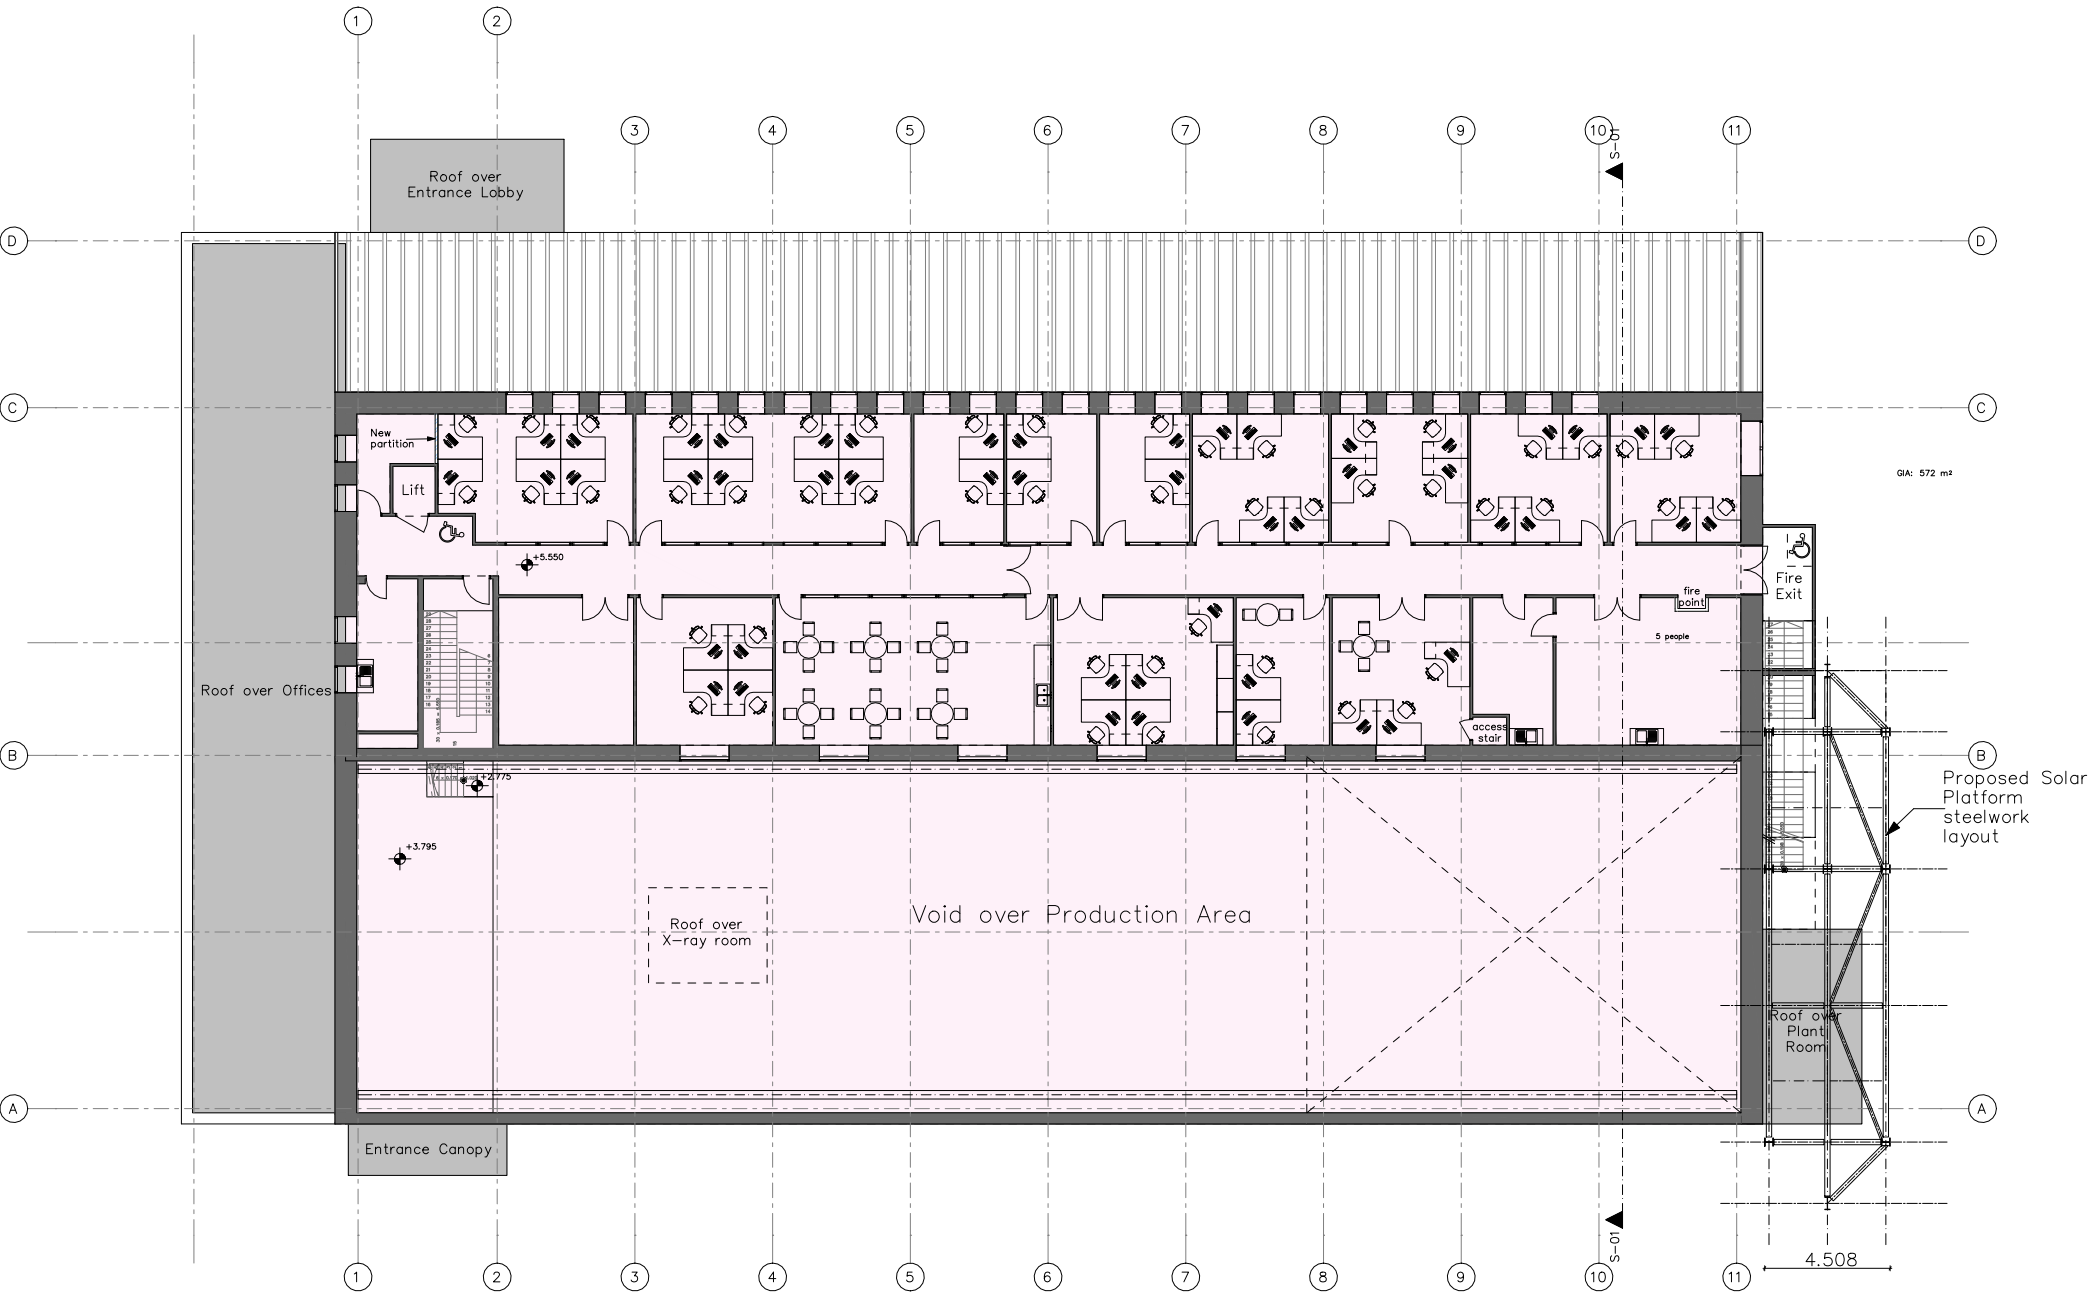 1
2
3
4
5
6
7
8
9
10
11
S-01
Roof over
Entrance Lobby
D
D
C
C
New
partition
Lift
GIA: 572 m²
+5.550
fire
point
Fire
Exit
5 people
Roof over Offices
access
stair
B
B
+2.775
Proposed Solar
Platform
steelwork
layout
+3.795
Void over Production Area
Roof over
X-ray room
Roof over
Plant
Room
A
A
Entrance Canopy
S-01
4.508
1
2
3
4
5
6
7
8
9
10
11